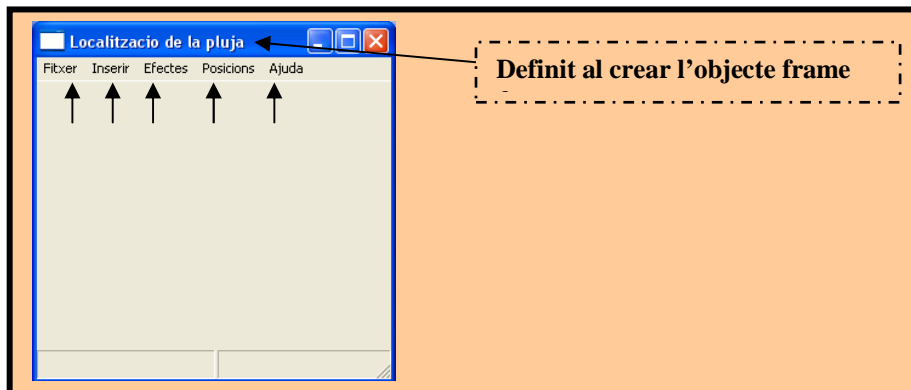 Localitzacio de la pluja
Fitxer Inserir Efectes Posicions Ajuda
Definit al crear l’objecte frame